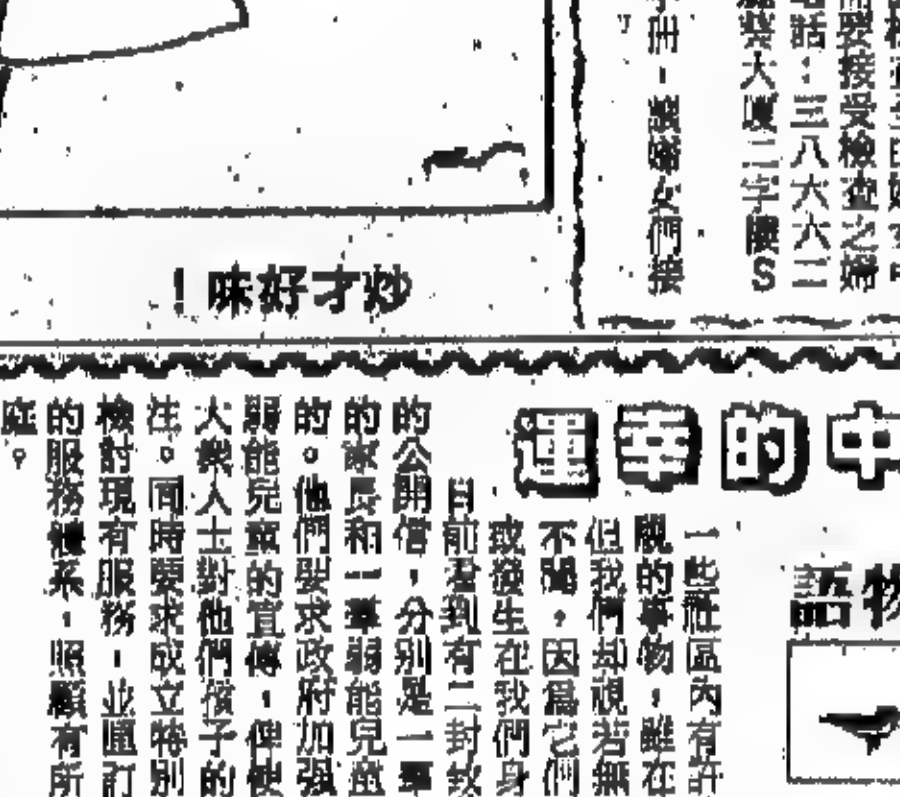 要接受檢查之婦
話：三八六六二
大廈二字樓S
冊，讓婦女們接
炒才好味！
中的幸運
物語
一些社區內有許
的事物，雖在
但我們却視若無
不聞，因為它們
或發生在我們身
目前看到有二封致
的公開信，分別是一羣
的家長和一羣弱能兒童
的。他們要求政府加强
弱能兒童的宣傳，俾使
人衆人士對他們孩子的
注。同時要求成立特別
檢討現有服務，並重訂
的服務體系，照顧有所
庭。